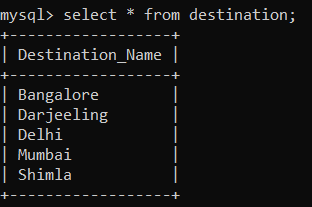 mysql> select * from destination;
+------------------+
| Destination_Name |
+------------------+
| Bangalore        |
| Darjeeling       |
| Delhi            |
| Mumbai           |
| Shimla           |
+------------------+